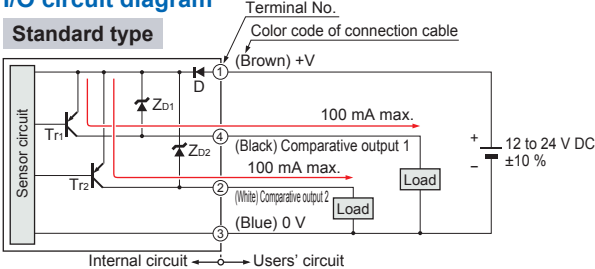 I/O circuit diagram
Standard type
Terminal No.
Color code of connection cable
(Brown) +V
1
D
ZD1
100 mA max.
Tr1
4
(Black) Comparative output 1
Sensor circuit
ZD2
100 mA max.
Tr2
2
(White) Comparative output 2
Load
Load
+
−
12 to 24 V DC
±10 %
(Blue) 0 V
3
Internal circuit
Users' circuit